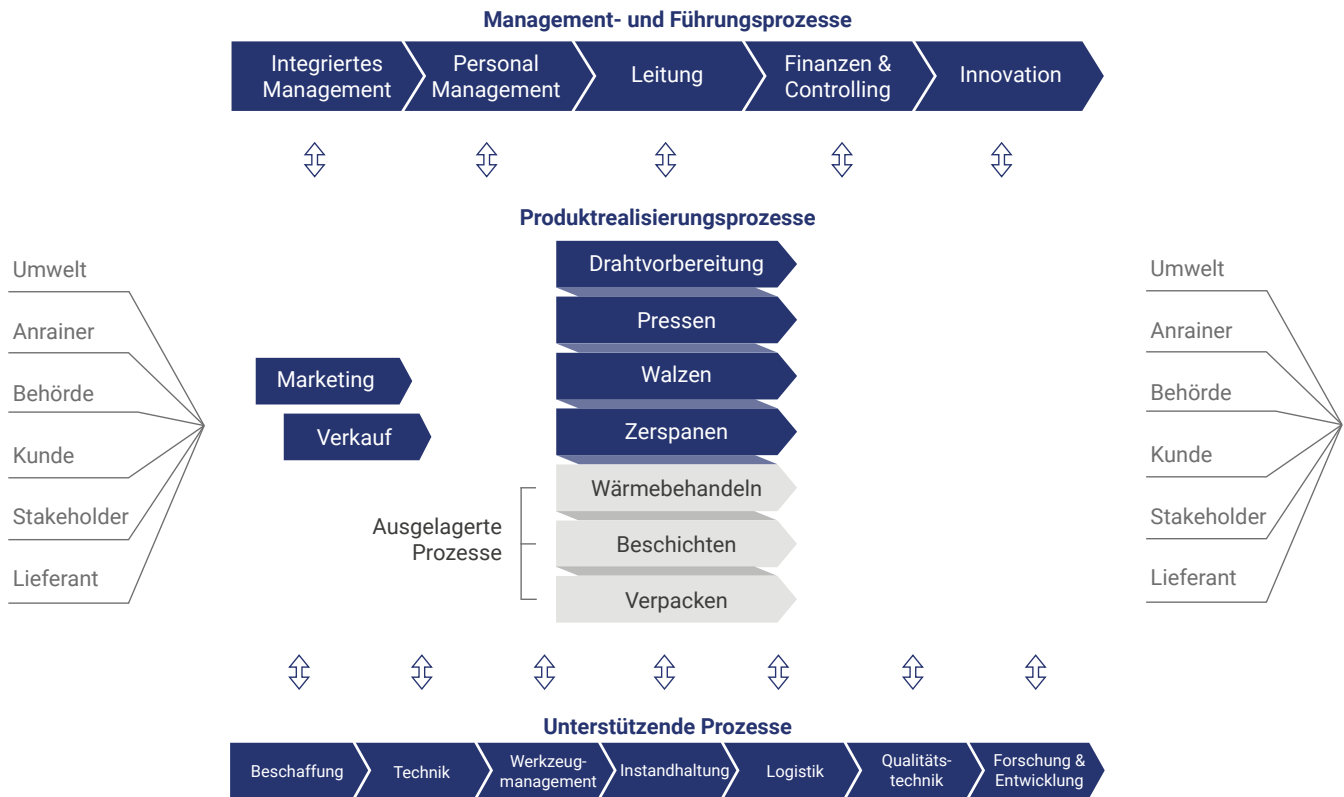 Management- und Führungsprozesse
Integriertes
Management
Personal
Management
Leitung
Finanzen &
Controlling
Innovation
Produktrealisierungsprozesse
Umwelt
Anrainer
Behörde
Kunde
Stakeholder
Lieferant
Marketing
Verkauf
Drahtvorbereitung
Pressen
Walzen
Zerspanen
Wärmebehandeln
Beschichten
Verpacken
Ausgelagerte
Prozesse
Umwelt
Anrainer
Behörde
Kunde
Stakeholder
Lieferant
Unterstützende Prozesse
Beschaffung
Technik
Werkzeug-
management
Instandhaltung
Logistik
Qualitäts-
technik
Forschung &
Entwicklung